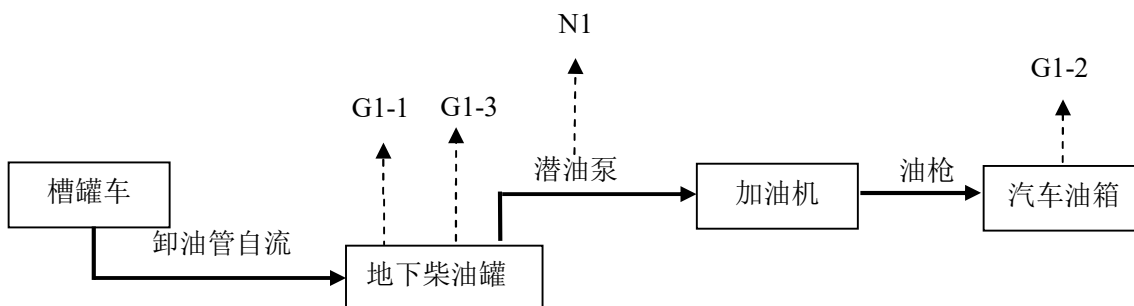 N1
G1-2
G1-1
G1-3
潜油泵
油枪
槽罐车
加油机
汽车油箱
卸油管自流
地下柴油罐